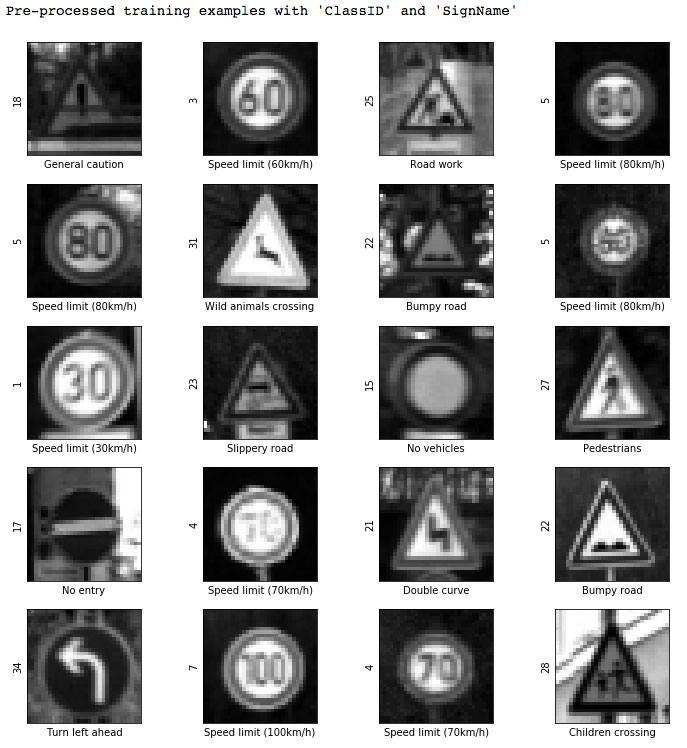 Pre-processed training examples with 'ClassID' and 'SignName'
18 3 60 25 5 80
General caution Speed limit (60km/h) Road work Speed limit (80km/h)
5 80 31 22 5
Speed limit (80km/h) Wild animals crossing Bumpy road Speed limit (80km/h)
1 30 23 15 27
Speed limit (30km/h) Slippery road No vehicles Pedestrians
17 4 70 21 22
No entry Speed limit (70km/h) Double curve Bumpy road
34 7 100 4 70 28
Turn left ahead Speed limit (100km/h) Speed limit (70km/h) Children crossing